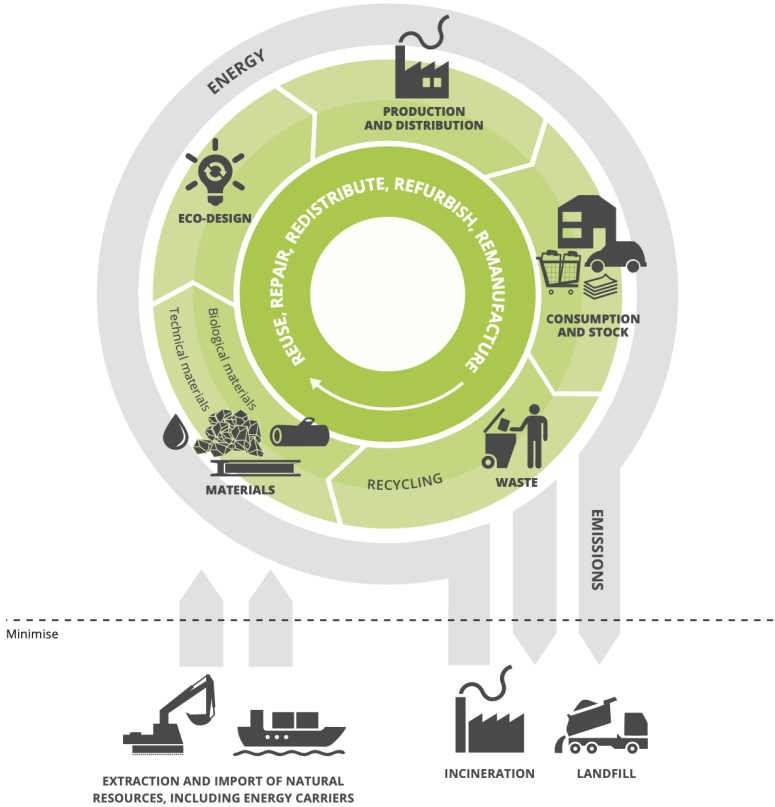 ENERGY
PRODUCTION
AND DISTRIBUTION
ECO-DESIGN
REUSE, REPAIR, REDISTRIBUTE, REFURBISH, REMANUFACTURE
CONSUMPTION
AND STOCK
Technical materials
Biological materials
MATERIALS
RECYCLING
WASTE
EMISSIONS
Minimise
EXTRACTION AND IMPORT OF NATURAL
RESOURCES, INCLUDING ENERGY CARRIERS
INCINERATION
LANDFILL